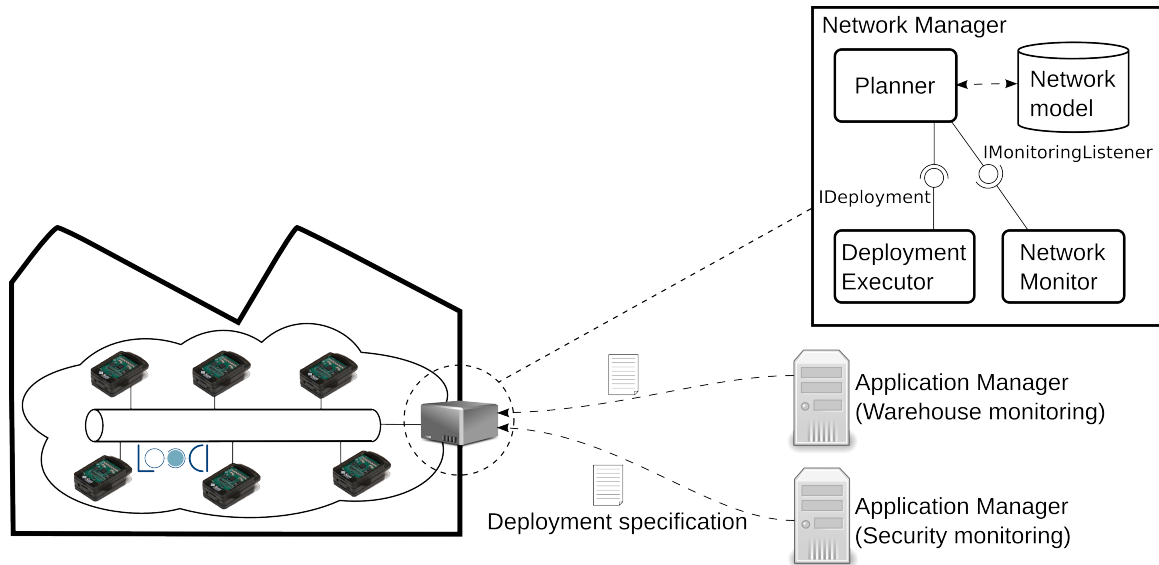 Network Manager
Planner
Network
model
IMonitoringListener
IDeployment
Deployment
Executor
Network
Monitor
Application Manager
(Warehouse monitoring)
LooCI
Deployment specification
Application Manager
(Security monitoring)